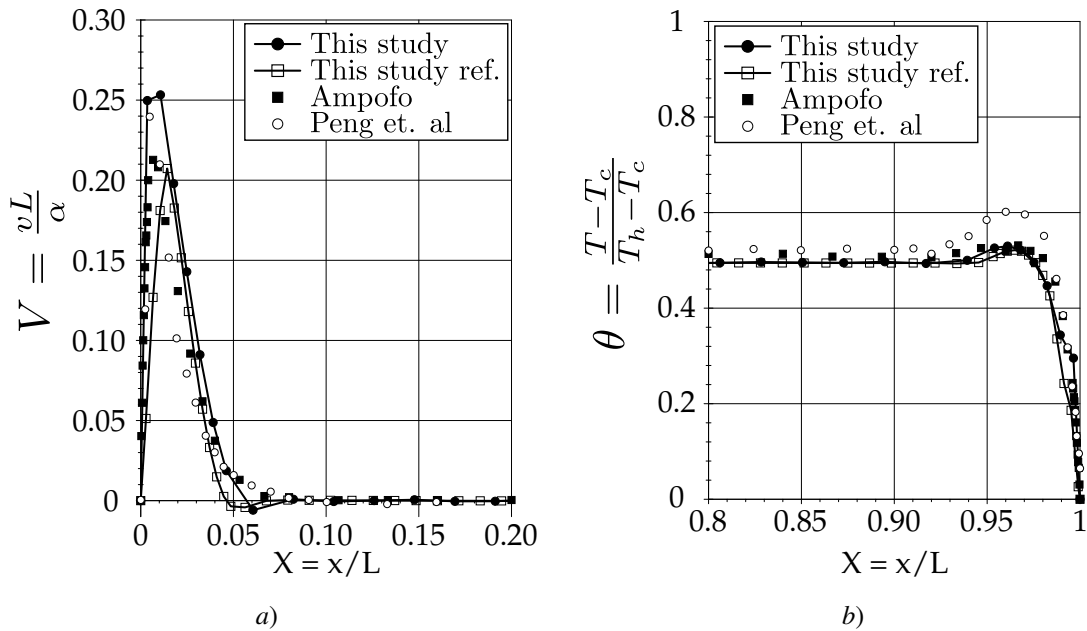 0.30
0.25
0.20
0.15
0.10
0.05
0
V = vL/α
This study
This study ref.
Ampofo
Peng et. al
0 0.05 0.10 0.15 0.20
X = x/L
a)
1
0.8
0.6
0.4
0.2
0
θ = T−T_c/T_h−T_c
This study
This study ref.
Ampofo
Peng et. al
0.8 0.85 0.90 0.95 1
X = x/L
b)